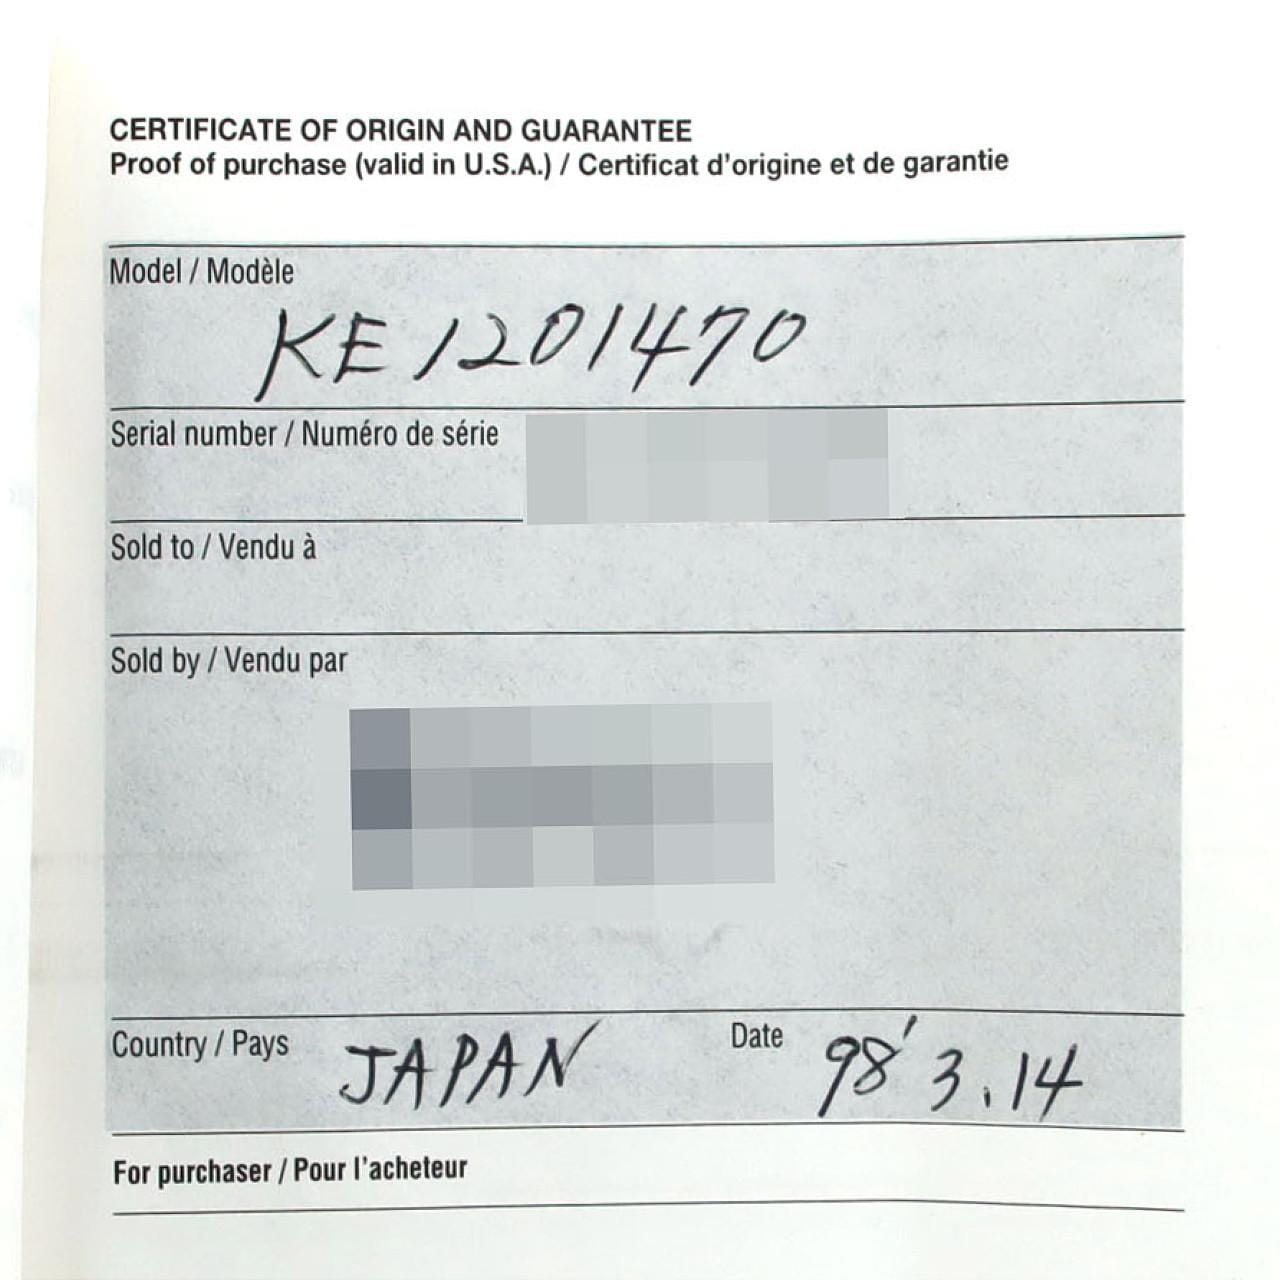 CERTIFICATE OF ORIGIN AND GUARANTEE
Proof of purchase (valid in U.S.A.) / Certificat d'origine et de garantie
Model / Modèle
KE1201470
Serial number / Numéro de série
Sold to / Vendu à
Sold by / Vendu par
Country / Pays JAPAN Date 98' 3.14
For purchaser / Pour l'acheteur